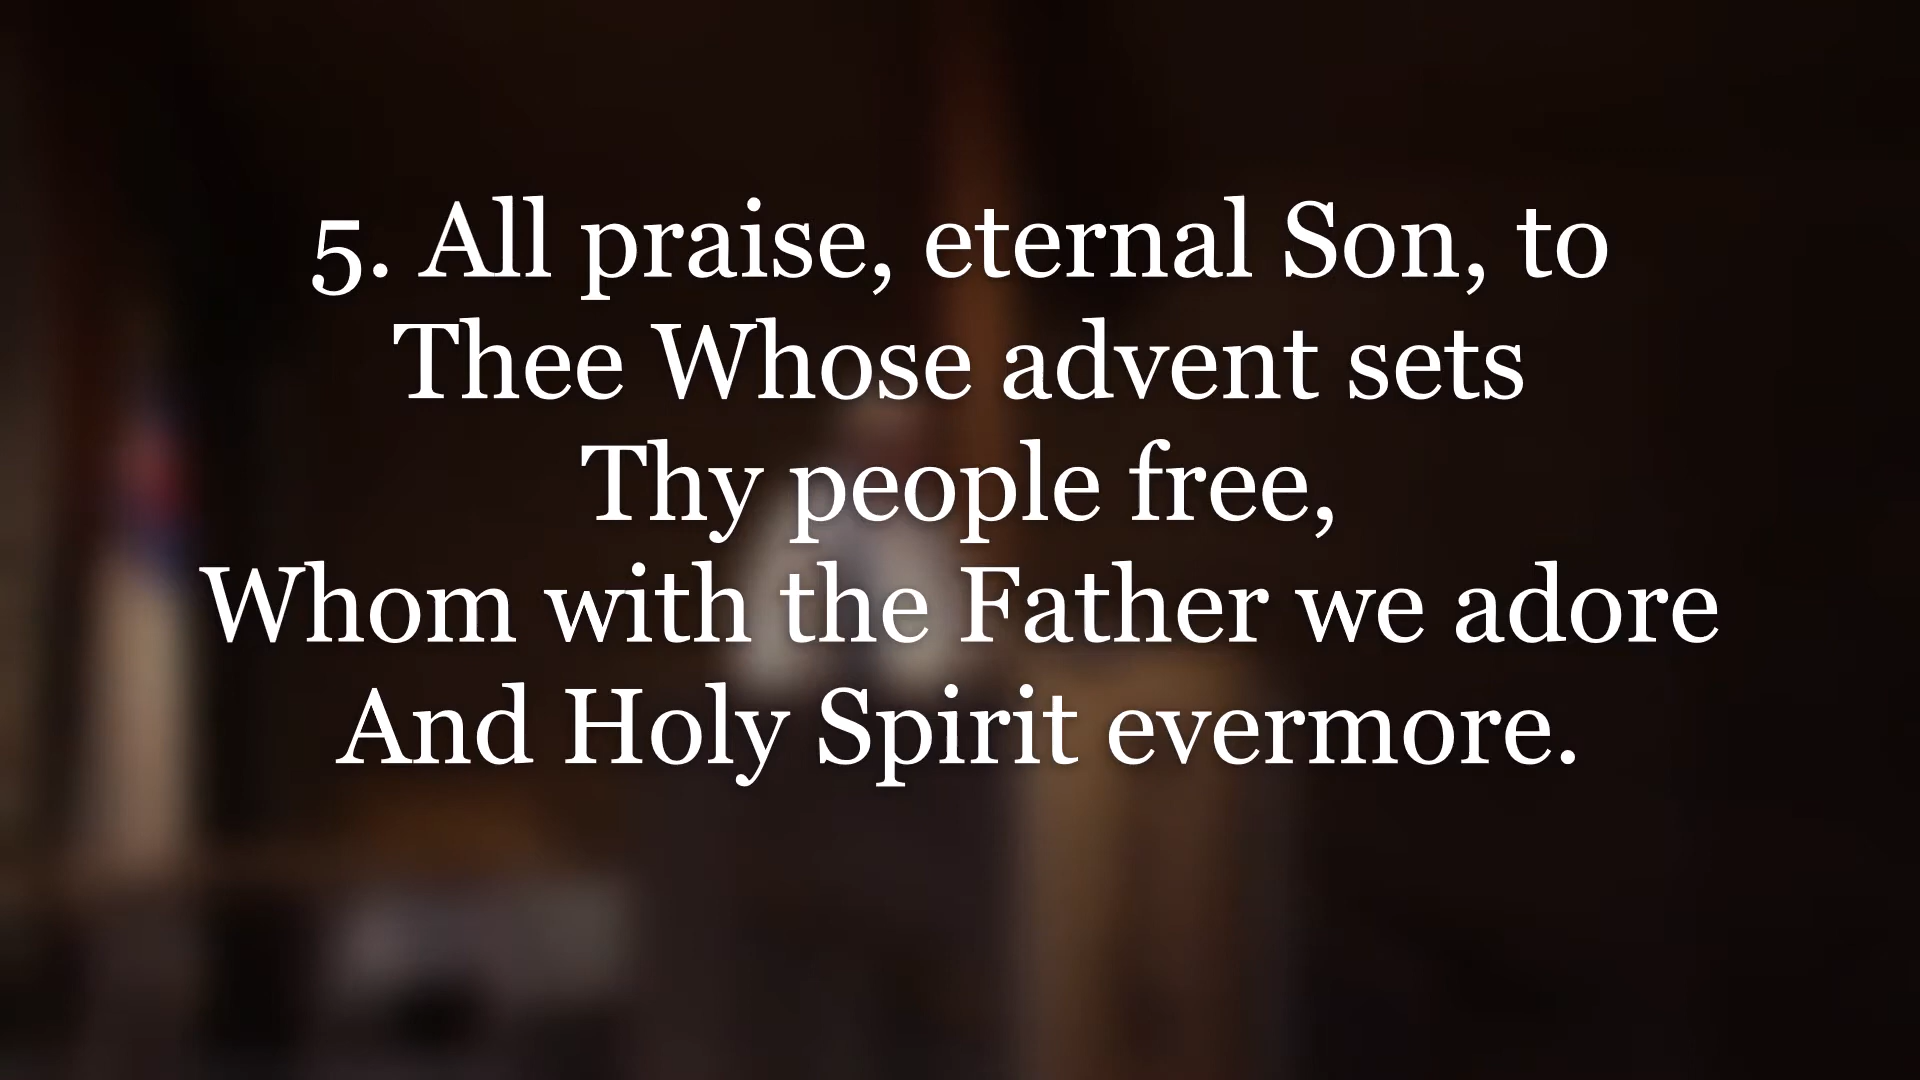 5. All praise, eternal Son, to
Thee Whose advent sets
Thy people free,
Whom with the Father we adore
And Holy Spirit evermore.